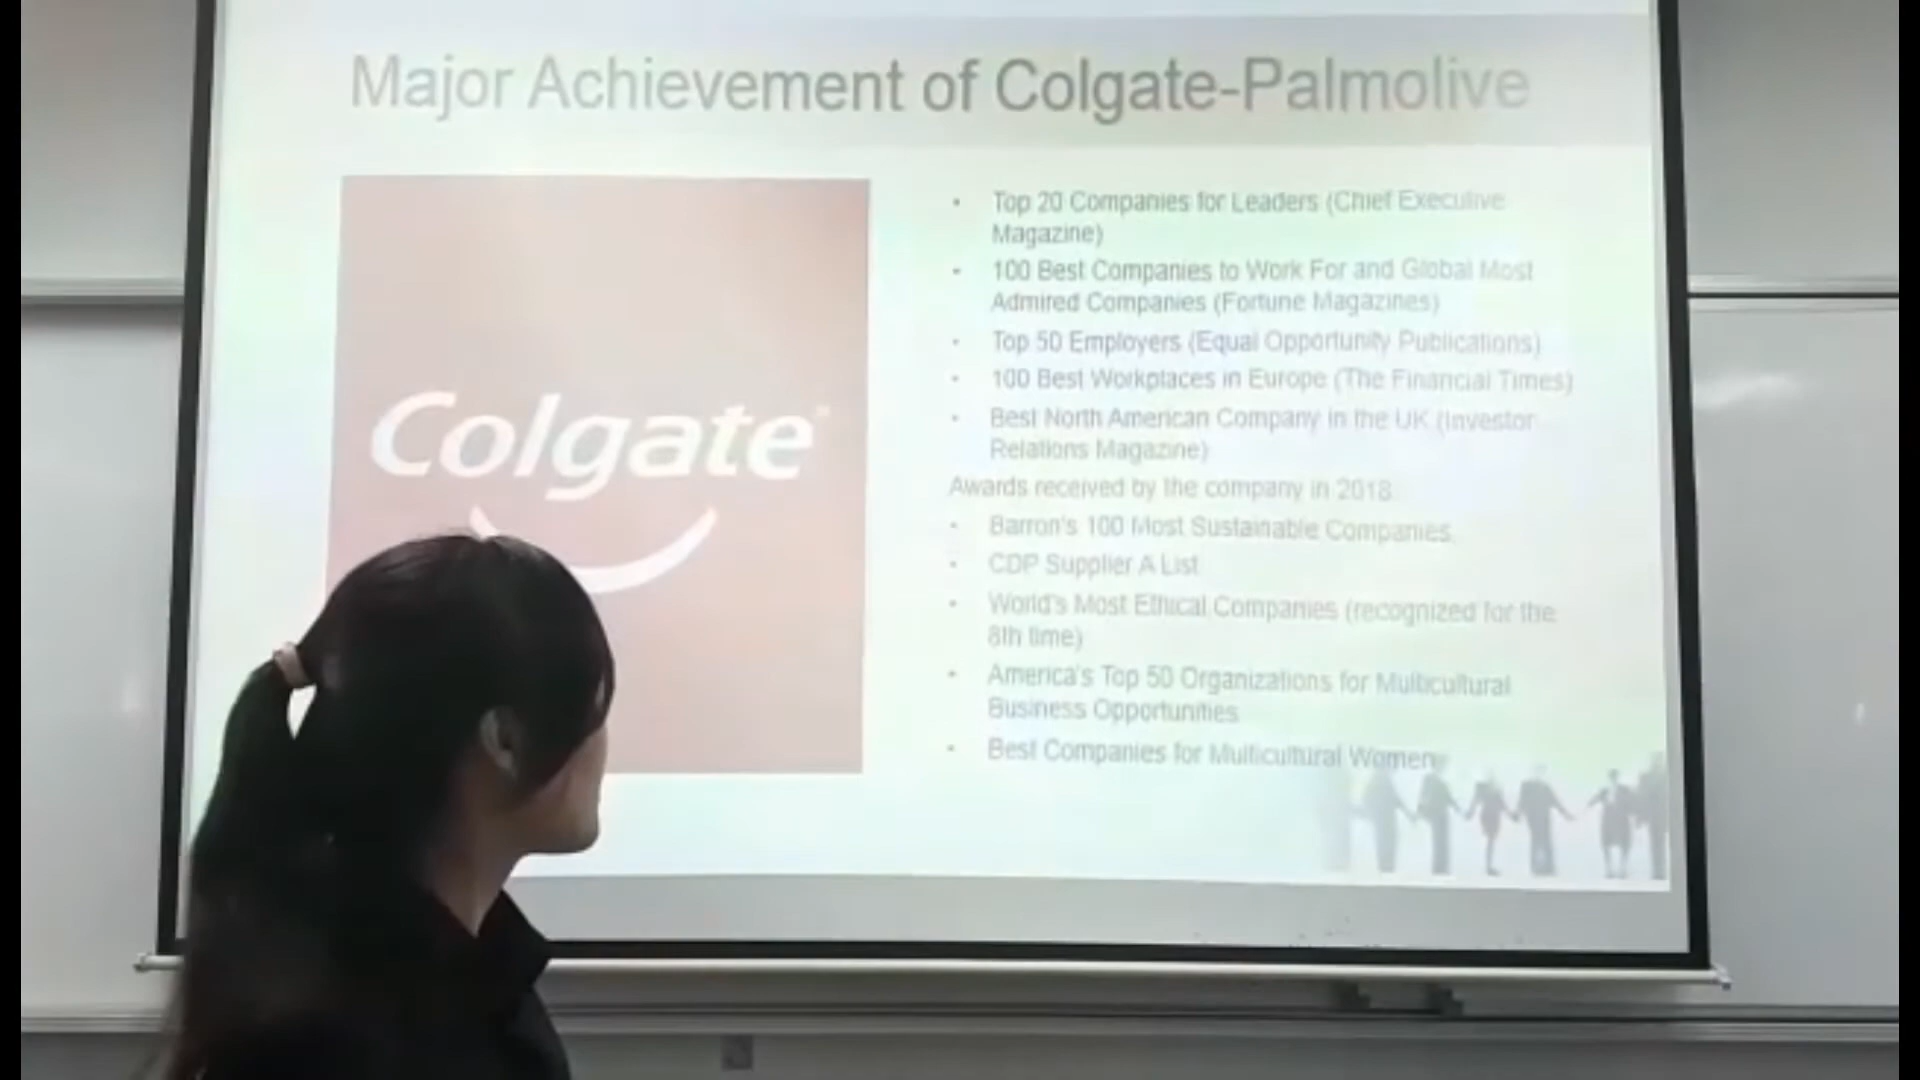 Major Achievement of Colgate-Palmolive
Colgate
• Top 20 Companies for Leaders (Chief Executive
Magazine)
• 100 Best Companies to Work For and Global Most
Admired Companies (Fortune Magazines)
• Top 50 Employers (Equal Opportunity Publications)
• 100 Best Workplaces in Europe (The Financial Times)
• Best North American Company in the UK (Investor
Relations Magazine)
Awards received by the company in 2018
• Barron's 100 Most Sustainable Companies
• CDP Supplier A List
• World's Most Ethical Companies (recognized for the
8th time)
• America's Top 50 Organizations for Multicultural
Business Opportunities
• Best Companies for Multicultural Women